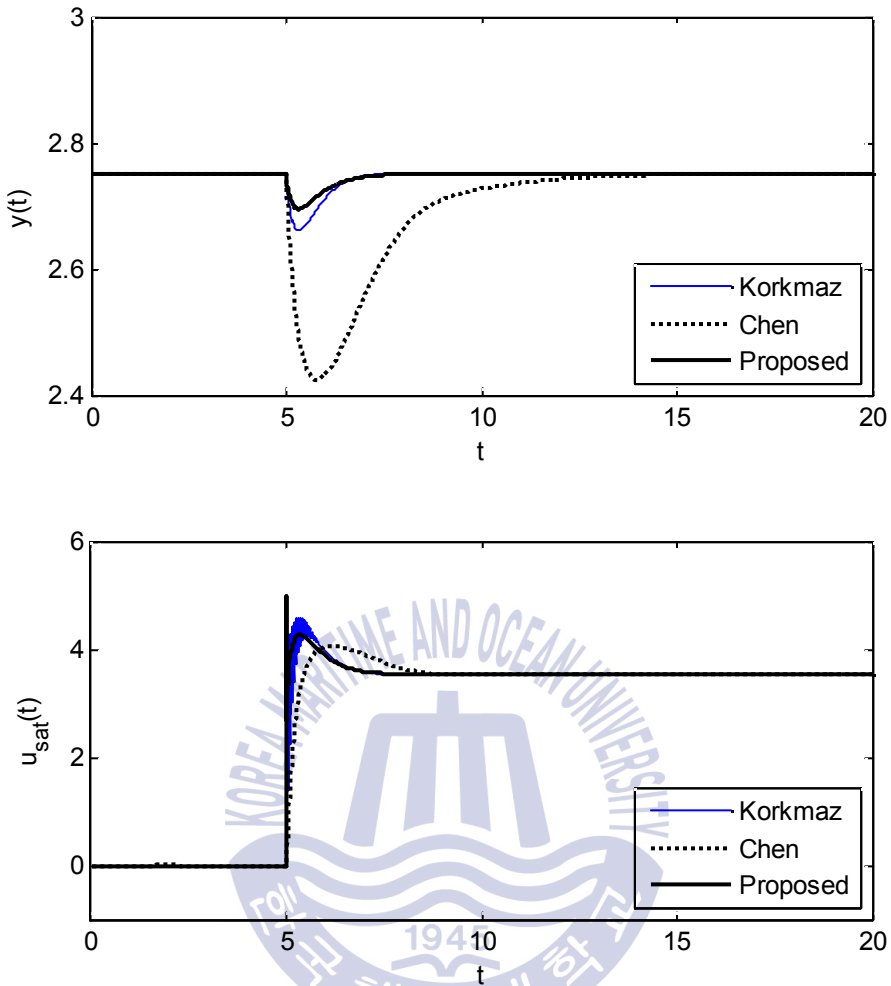 3
2.8
2.6
2.4
y(t)
0
5
10
15
20
t
Korkmaz
Chen
Proposed
6
4
2
0
u_sat(t)
0
5
10
15
20
t
Korkmaz
Chen
Proposed
KOREA MARITIME AND OCEAN UNIVERSITY
1945